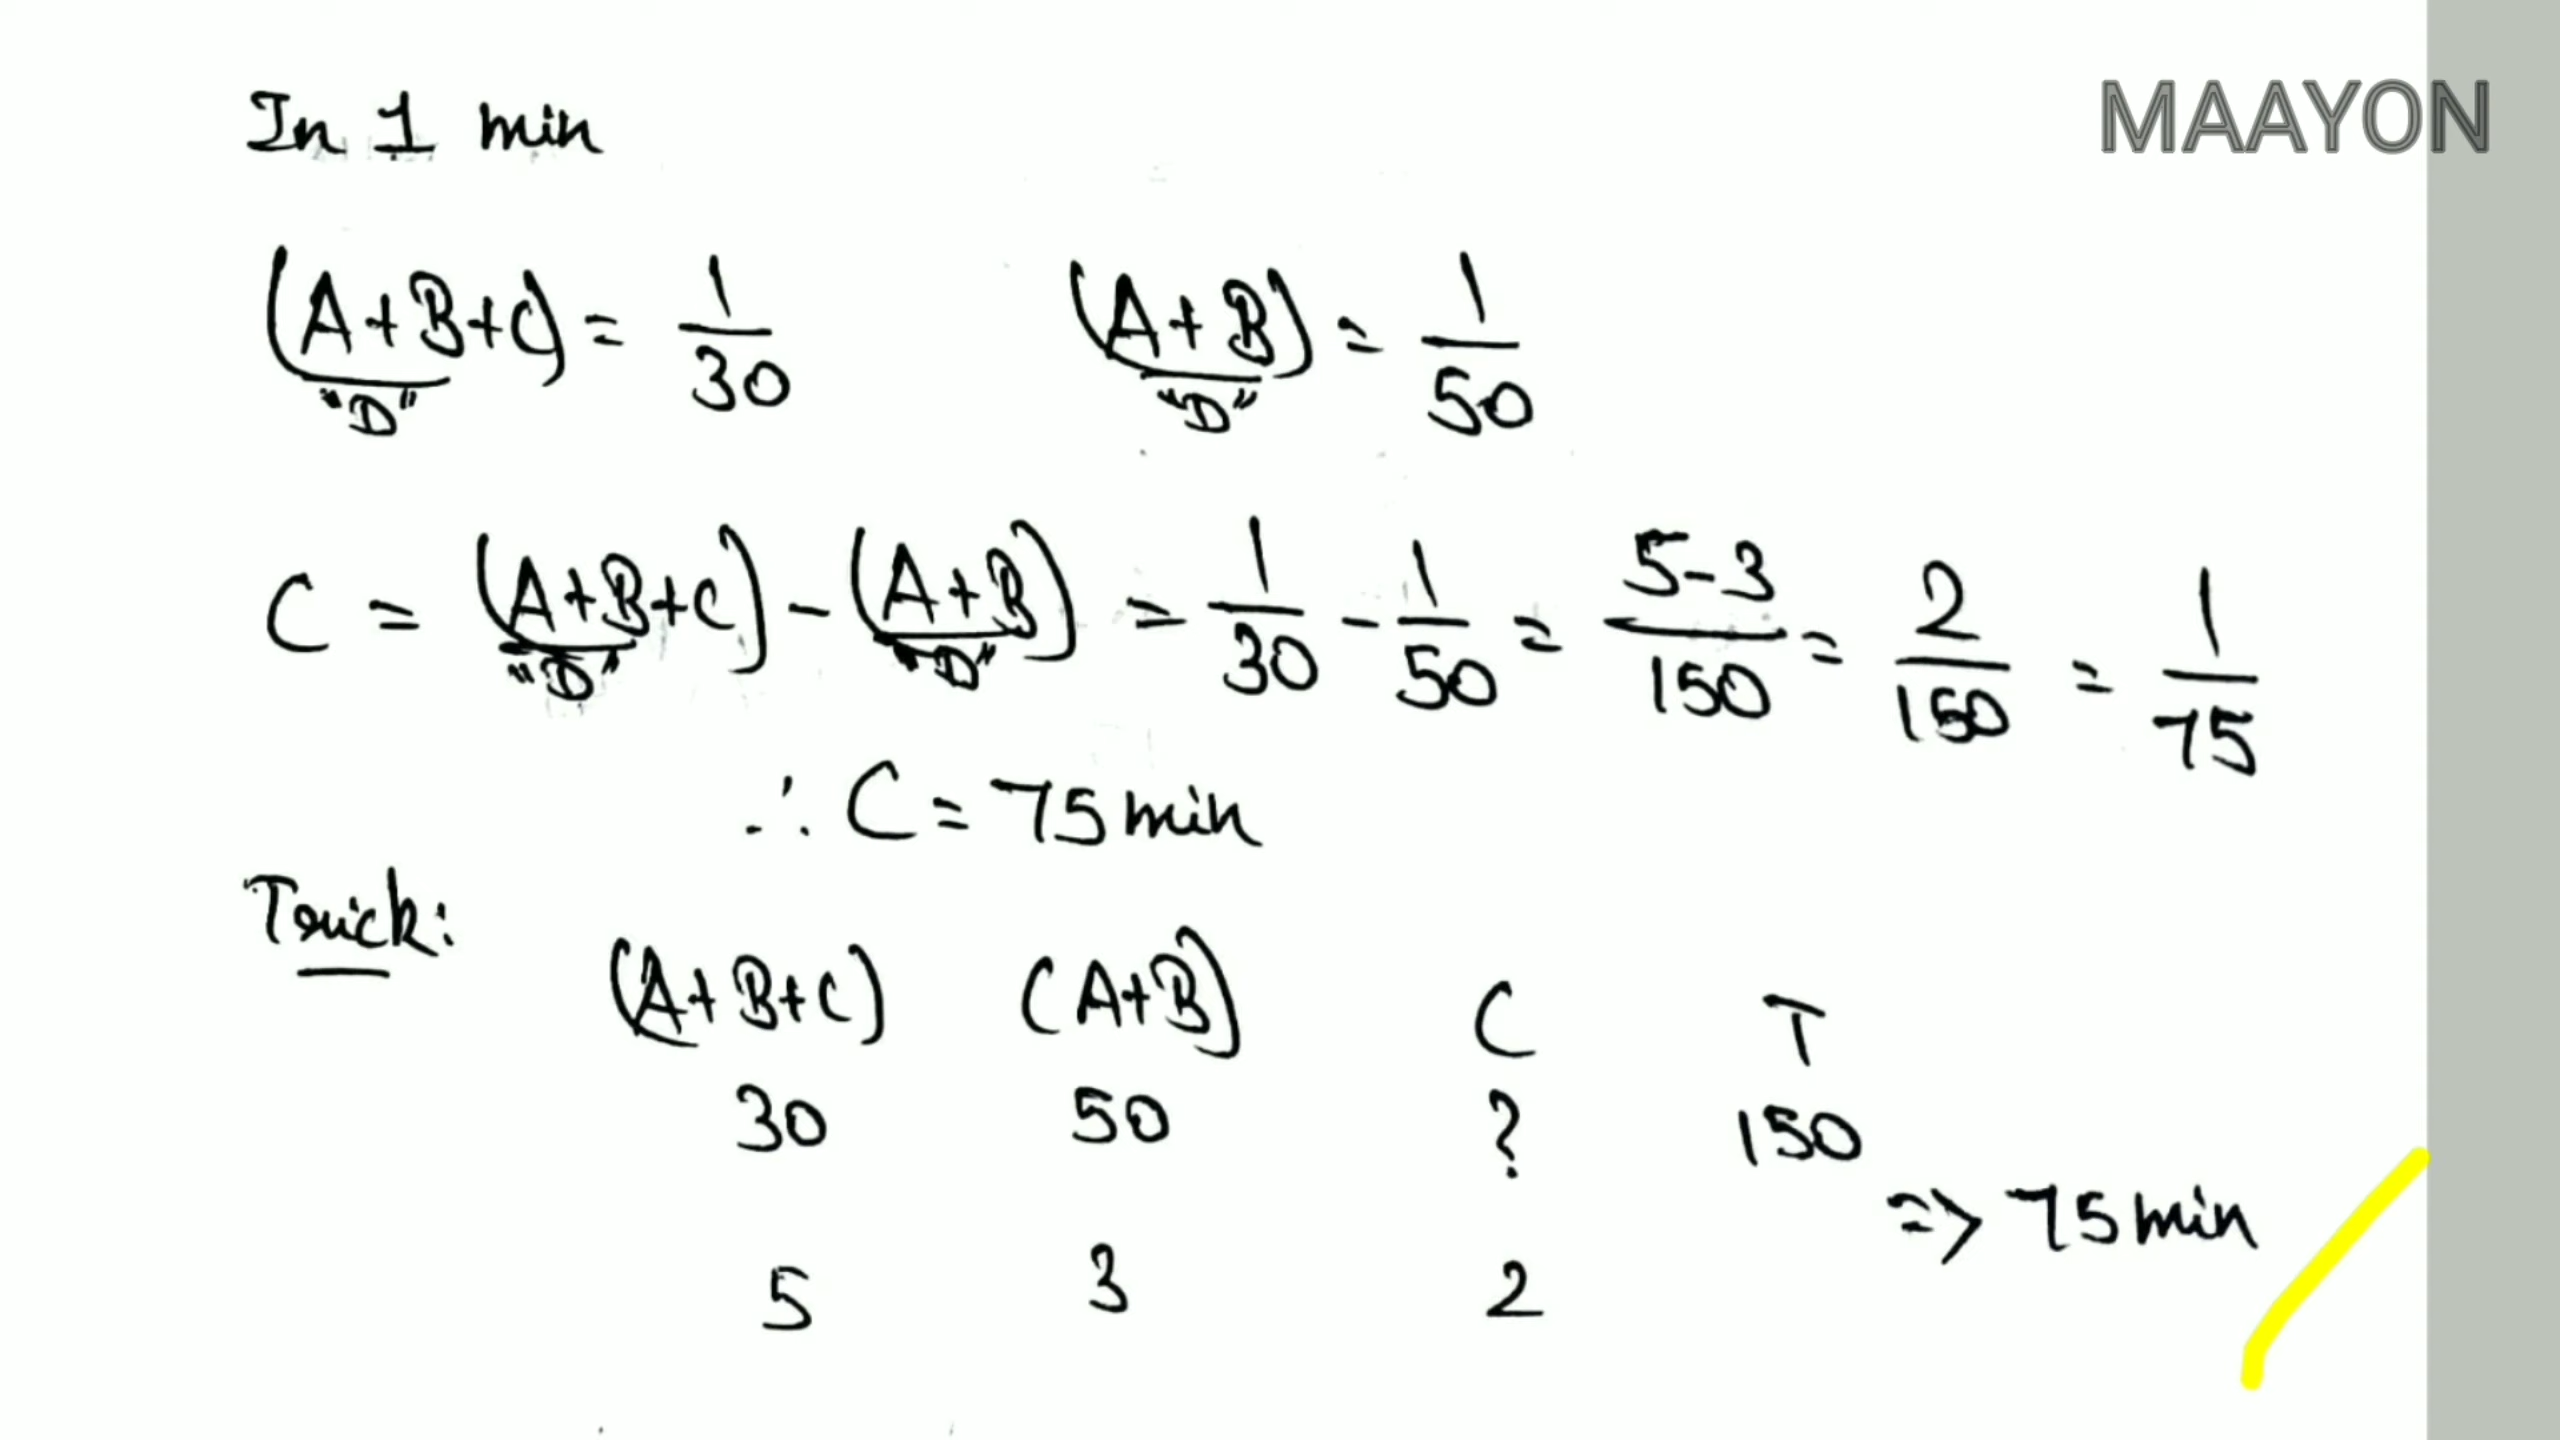 MAAYON
In 1 min
(A+B+C) = 1/30 (A+B) = 1/50
"D" "D"
C = (A+B+C) - (A+B) = 1/30 - 1/50 = 5-3/150 = 2/150 = 1/75
"D" "D"
∴ C = 75 min
Trick:
(A+B+C) (A+B) C T
30 50 ? 150
=> 75 min
5 3 2